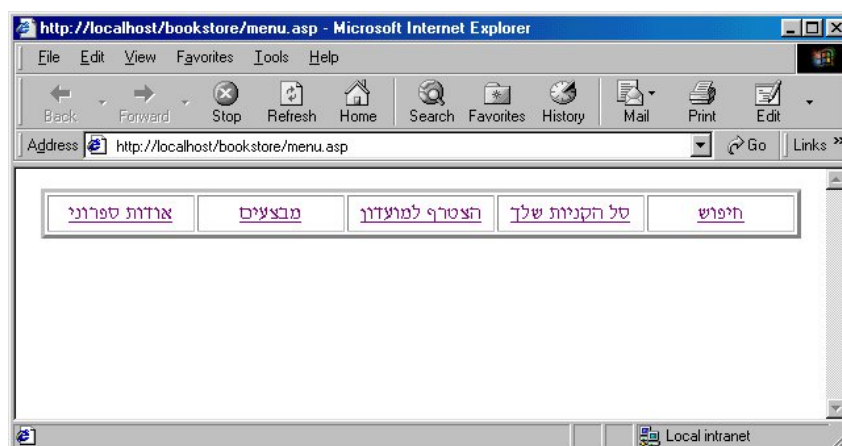 http://localhost/bookstore/menu.asp - Microsoft Internet Explorer
File Edit View Favorites Tools Help
Back Forward Stop Refresh Home Search Favorites History Mail Print Edit
Address http://localhost/bookstore/menu.asp Go Links »
חיפוש סל הקניות שלך הצטרף למועדון מבצעים אודות ספרוני
Local intranet